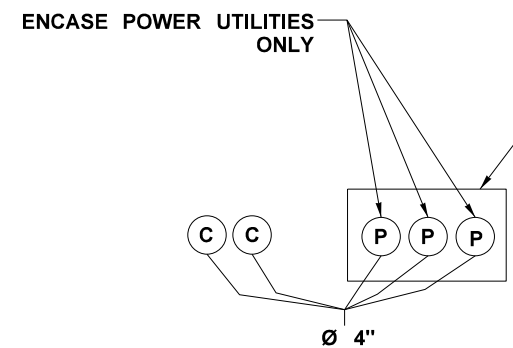 ENCASE POWER UTILITIES
ONLY
C C P P P
Ø 4"